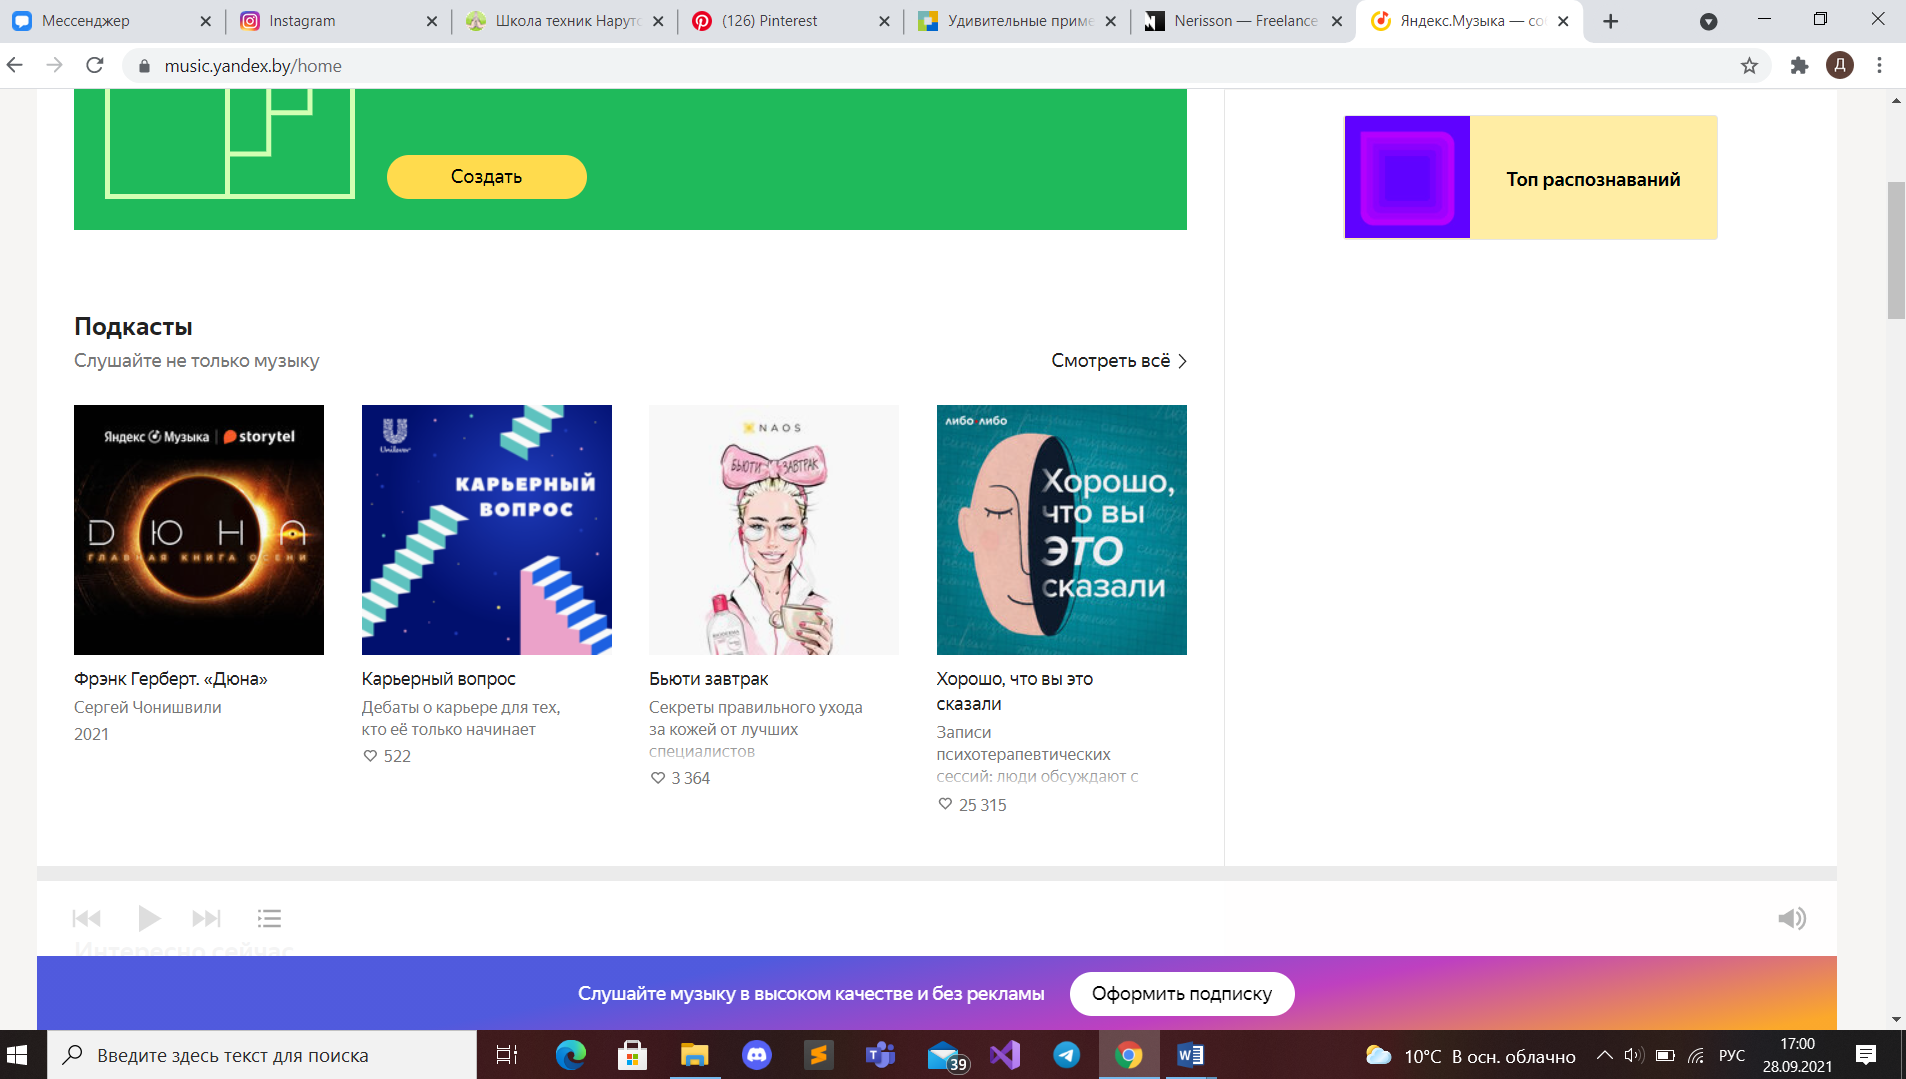 Мессенджер
Instagram
Школа техник Наруто
(126) Pinterest
Удивительные приме
Nerisson — Freelance
Яндекс.Музыка — со
music.yandex.by/home
Д
Создать
Топ распознаваний
Подкасты
Слушайте не только музыку
Смотреть всё
Яндекс Музыка | storytel
ДЮНА
ГЛАВНАЯ КНИГА ОСЕНИ
Unilever
КАРЬЕРНЫЙ
ВОПРОС
NAOS
БЬЮТИ ЗАВТРАК
BIODERMA
либо.либо
Хорошо,
что вы
ЭТО
сказали
Фрэнк Герберт. «Дюна»
Сергей Чонишвили
2021
Карьерный вопрос
Дебаты о карьере для тех,
кто её только начинает
522
Бьюти завтрак
Секреты правильного ухода
за кожей от лучших
специалистов
3 364
Хорошо, что вы это
сказали
Записи
психотерапевтических
сессий: люди обсуждают с
25 315
Интересно сейчас
Слушайте музыку в высоком качестве и без рекламы
Оформить подписку
Введите здесь текст для поиска
39
10°C В осн. облачно
РУС
17:00
28.09.2021